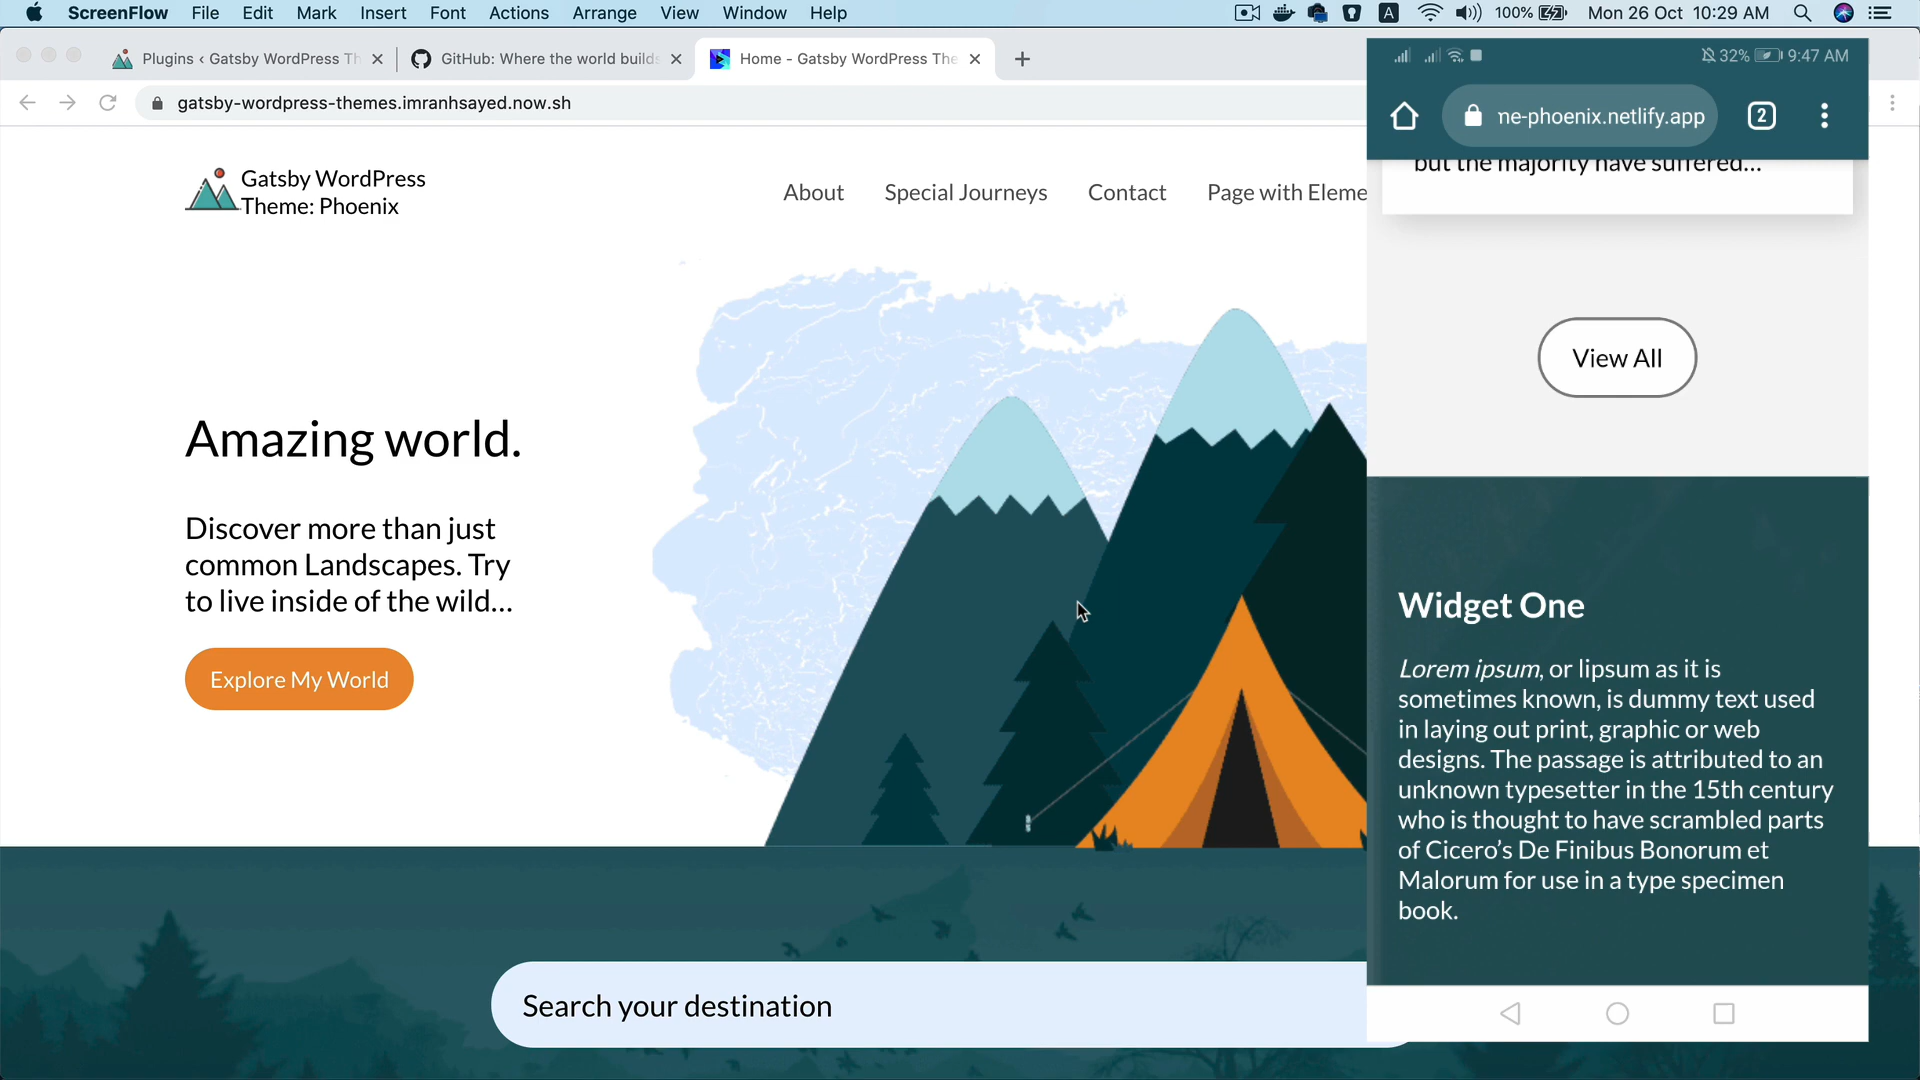 ScreenFlow File Edit Mark Insert Font Actions Arrange View Window Help
A 100% Mon 26 Oct 10:29 AM
Plugins ‹ Gatsby WordPress Th
GitHub: Where the world builds
Home - Gatsby WordPress The
gatsby-wordpress-themes.imranhsayed.now.sh
Gatsby WordPress
Theme: Phoenix
About Special Journeys Contact Page with Eleme
Amazing world.
Discover more than just
common Landscapes. Try
to live inside of the wild...
Explore My World
Search your destination
32% 9:47 AM
ne-phoenix.netlify.app
2
but the majority have suffered...
View All
Widget One
Lorem ipsum, or lipsum as it is
sometimes known, is dummy text used
in laying out print, graphic or web
designs. The passage is attributed to an
unknown typesetter in the 15th century
who is thought to have scrambled parts
of Cicero’s De Finibus Bonorum et
Malorum for use in a type specimen
book.